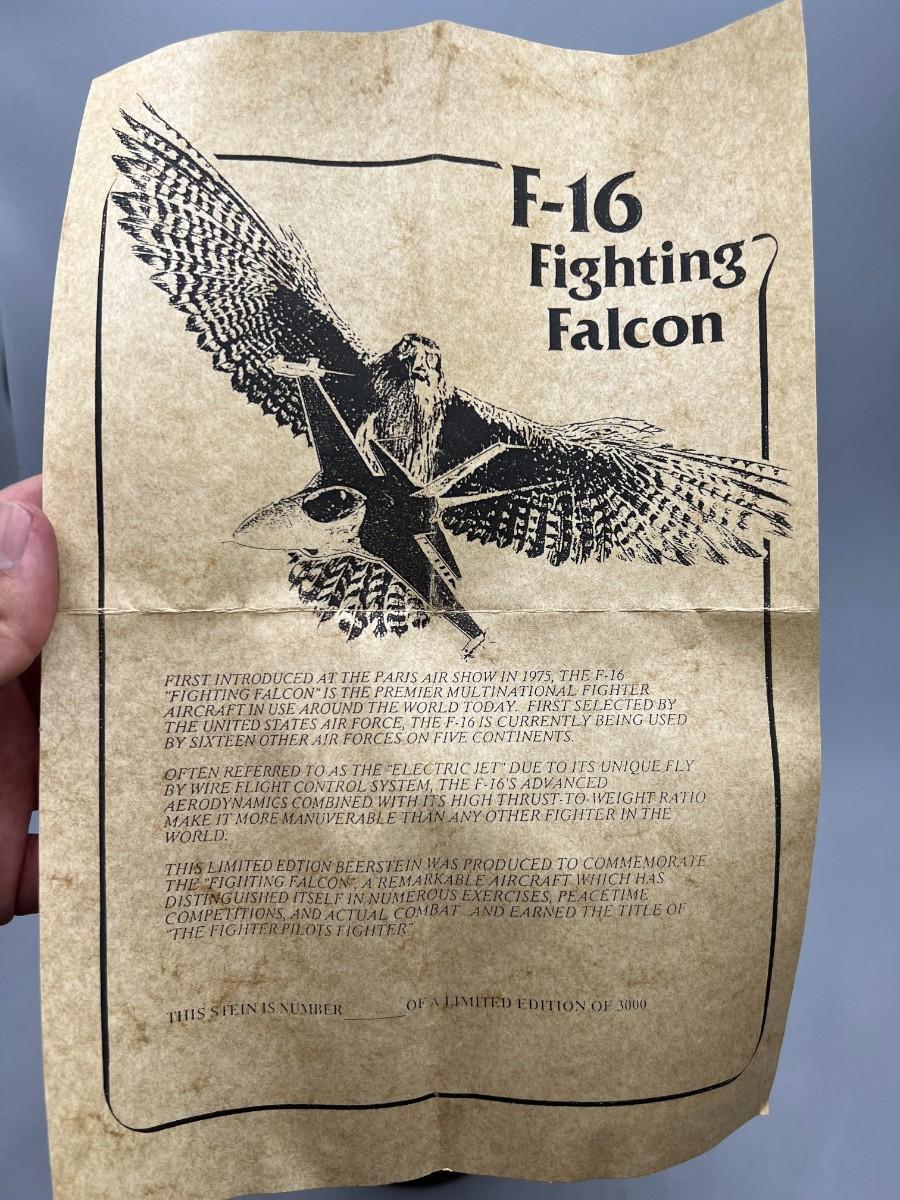 F-16
Fighting
Falcon
FIRST INTRODUCED AT THE PARIS AIR SHOW IN 1975, THE F-16
"FIGHTING FALCON" IS THE PREMIER MULTINATIONAL FIGHTER
AIRCRAFT IN USE AROUND THE WORLD TODAY. FIRST SELECTED BY
THE UNITED STATES AIR FORCE, THE F-16 IS CURRENTLY BEING USED
BY SIXTEEN OTHER AIR FORCES ON FIVE CONTINENTS.
OFTEN REFERRED TO AS THE "ELECTRIC JET" DUE TO ITS UNIQUE FLY
BY WIRE FLIGHT CONTROL SYSTEM, THE F-16'S ADVANCED
AERODYNAMICS COMBINED WITH ITS HIGH THRUST-TO-WEIGHT RATIO
MAKE IT MORE MANUVERABLE THAN ANY OTHER FIGHTER IN THE
WORLD.
THIS LIMITED EDTION BEERSTEIN WAS PRODUCED TO COMMEMORATE
THE "FIGHTING FALCON", A REMARKABLE AIRCRAFT WHICH HAS
DISTINGUISHED ITSELF IN NUMEROUS EXERCISES, PEACETIME
COMPETITIONS, AND ACTUAL COMBAT...AND EARNED THE TITLE OF
"THE FIGHTER PILOTS FIGHTER"
THIS STEIN IS NUMBER______OF A LIMITED EDITION OF 3000